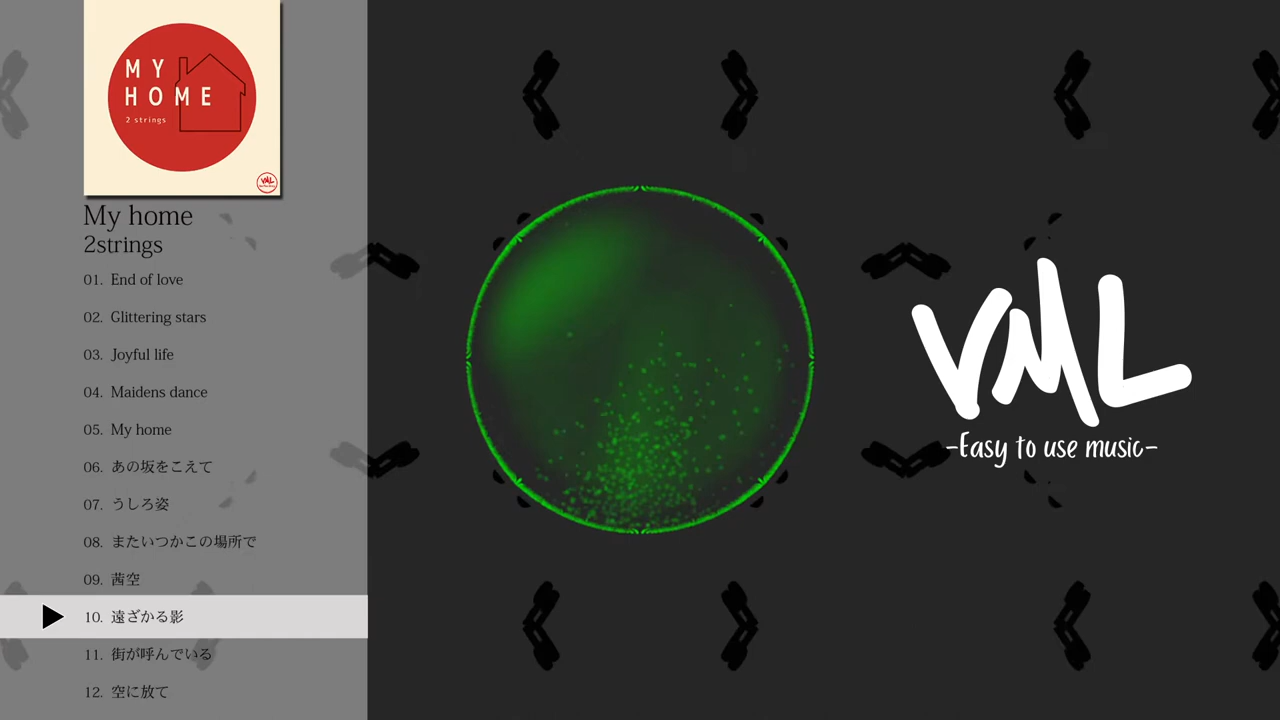 MY
HOME
2 strings
VML
My home
2strings
01. End of love
02. Glittering stars
03. Joyful life
04. Maidens dance
05. My home
06. あの坂をこえて
07. うしろ姿
08. またいつかこの場所で
09. 茜空
10. 遠ざかる影
11. 街が呼んでいる
12. 空に放て
VML
-Easy to use music-